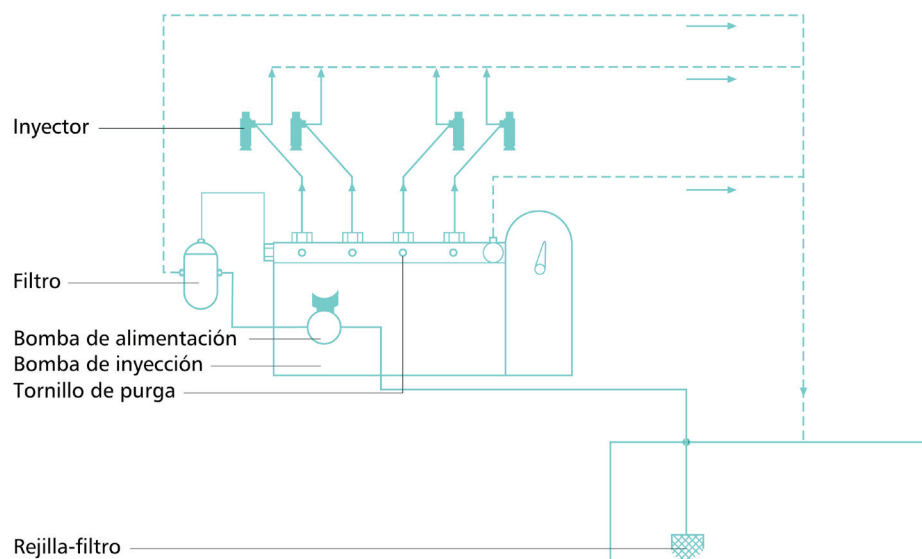 Inyector
Filtro
Bomba de alimentación
Bomba de inyección
Tornillo de purga
Rejilla-filtro